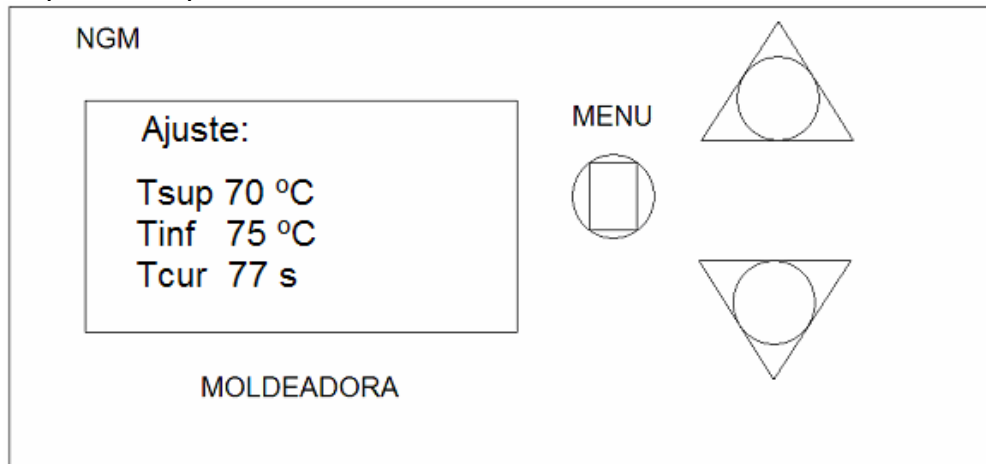 NGM
Ajuste:
Tsup 70 ºC
Tinf 75 ºC
Tcur 77 s
MENU
MOLDEADORA